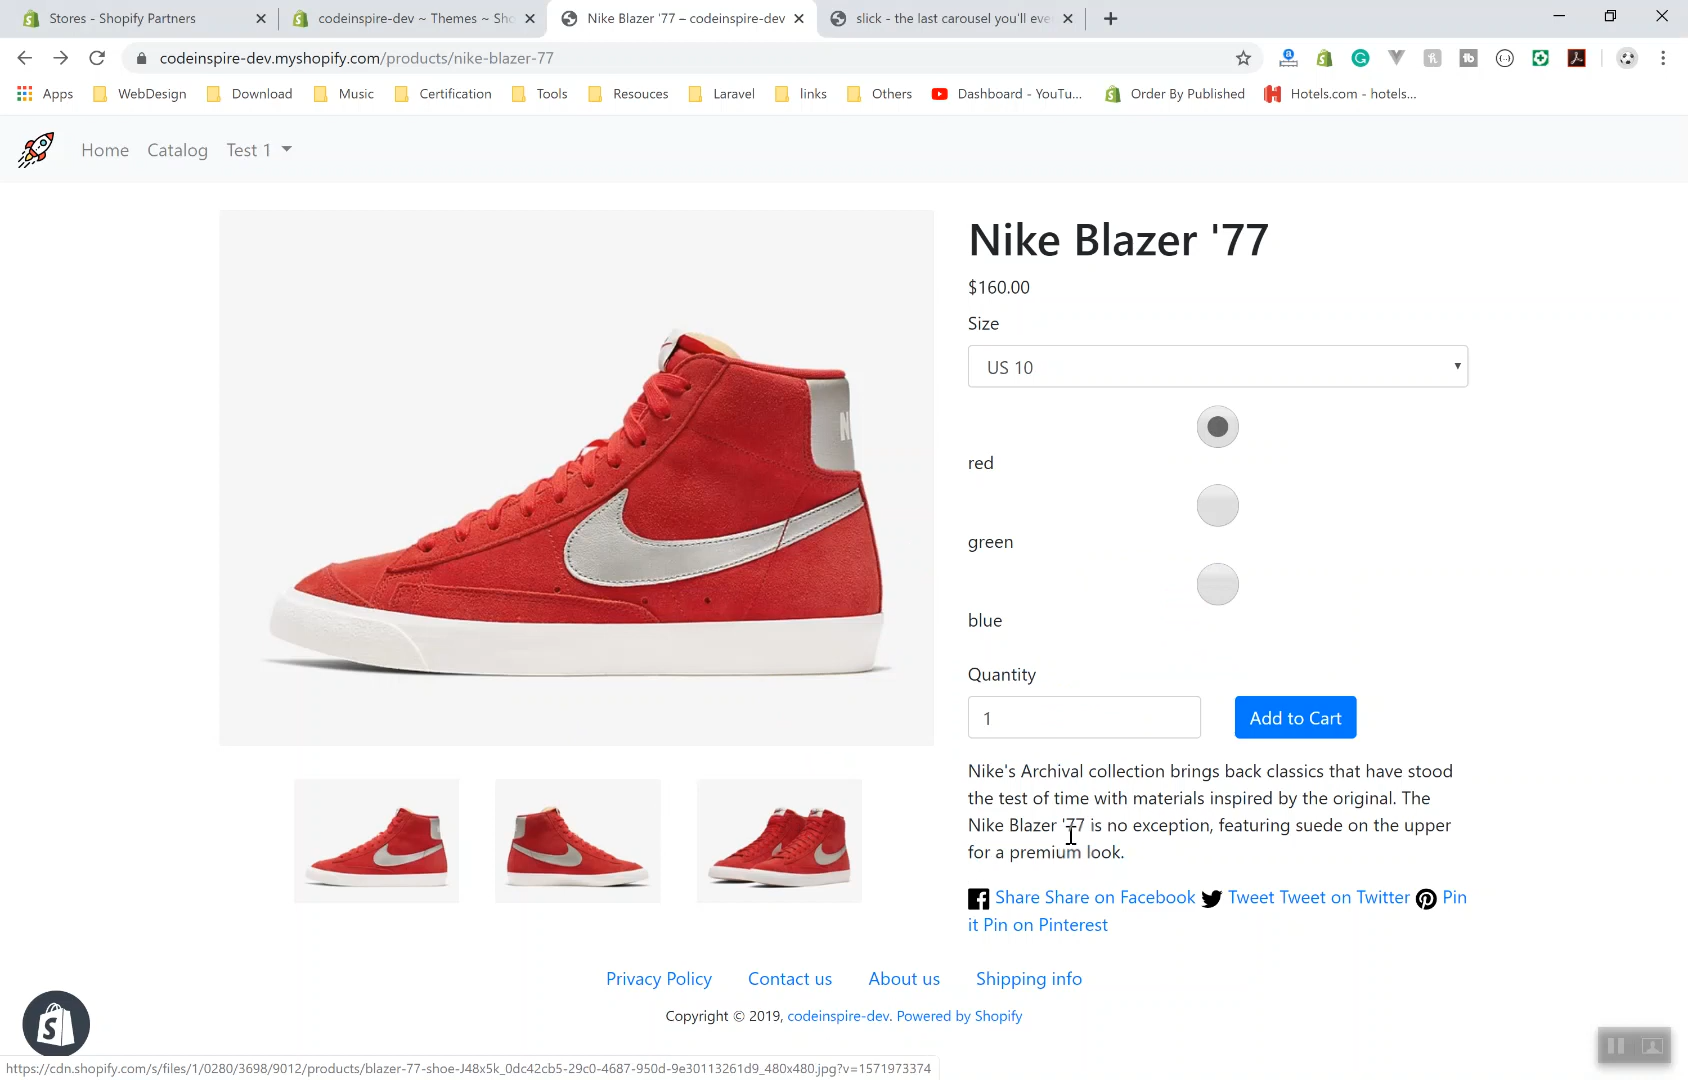 Stores - Shopify Partners
codeinspire-dev ~ Themes ~ Sho
Nike Blazer '77 – codeinspire-dev
slick - the last carousel you'll eve
codeinspire-dev.myshopify.com/products/nike-blazer-77
Apps
WebDesign
Download
Music
Certification
Tools
Resouces
Laravel
links
Others
Dashboard - YouTu...
Order By Published
Hotels.com - hotels...
Home
Catalog
Test 1
Nike Blazer '77
$160.00
Size
US 10
red
green
blue
Quantity
1
Add to Cart
Nike's Archival collection brings back classics that have stood
the test of time with materials inspired by the original. The
Nike Blazer '77 is no exception, featuring suede on the upper
for a premium look.
Share Share on Facebook Tweet Tweet on Twitter Pin
it Pin on Pinterest
Privacy Policy
Contact us
About us
Shipping info
Copyright © 2019, codeinspire-dev. Powered by Shopify
https://cdn.shopify.com/s/files/1/0280/3698/9012/products/blazer-77-shoe-J48x5k_0dc42cb5-29c0-4687-950d-9e30113261d9_480x480.jpg?v=1571973374